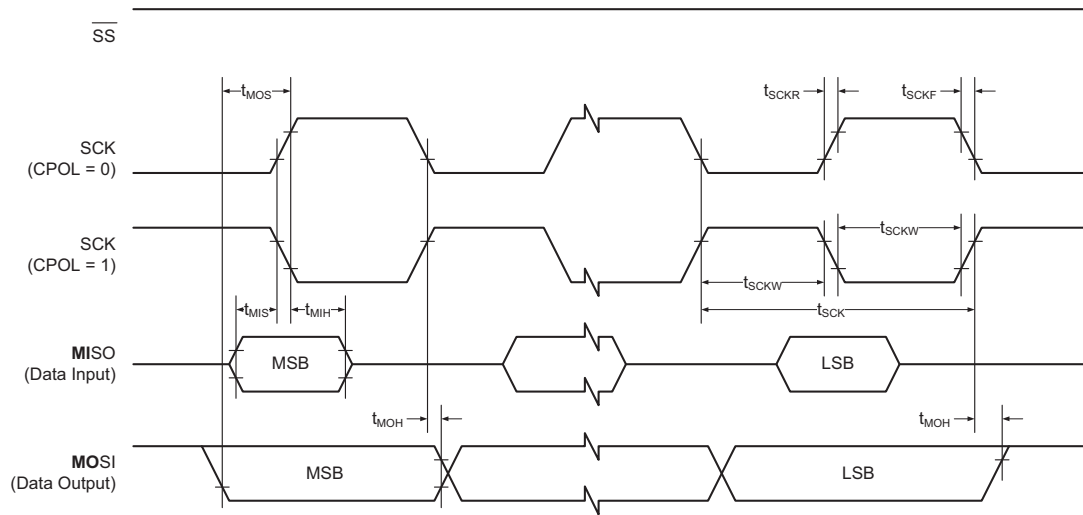 SS
tMOS
tSCKR
tSCKF
SCK
(CPOL = 0)
SCK
(CPOL = 1)
tSCKW
tSCKW
tMIS
tMIH
tSCK
MISO
(Data Input)
MSB
LSB
tMOH
tMOH
MOSI
(Data Output)
MSB
LSB